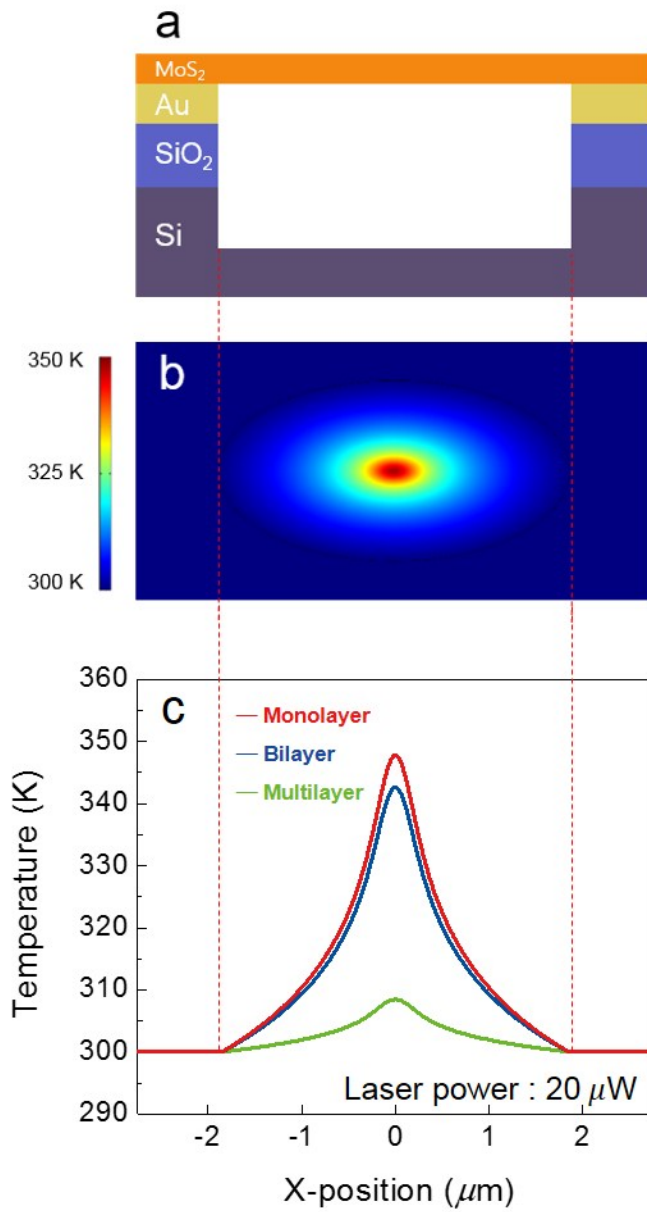 a
MoS₂
Au
SiO₂
Si
350 K
325 K
300 K
b
360
350
340
330
320
310
300
290
Temperature (K)
c
— Monolayer
— Bilayer
— Multilayer
Laser power : 20 μW
-2 -1 0 1 2
X-position (μm)